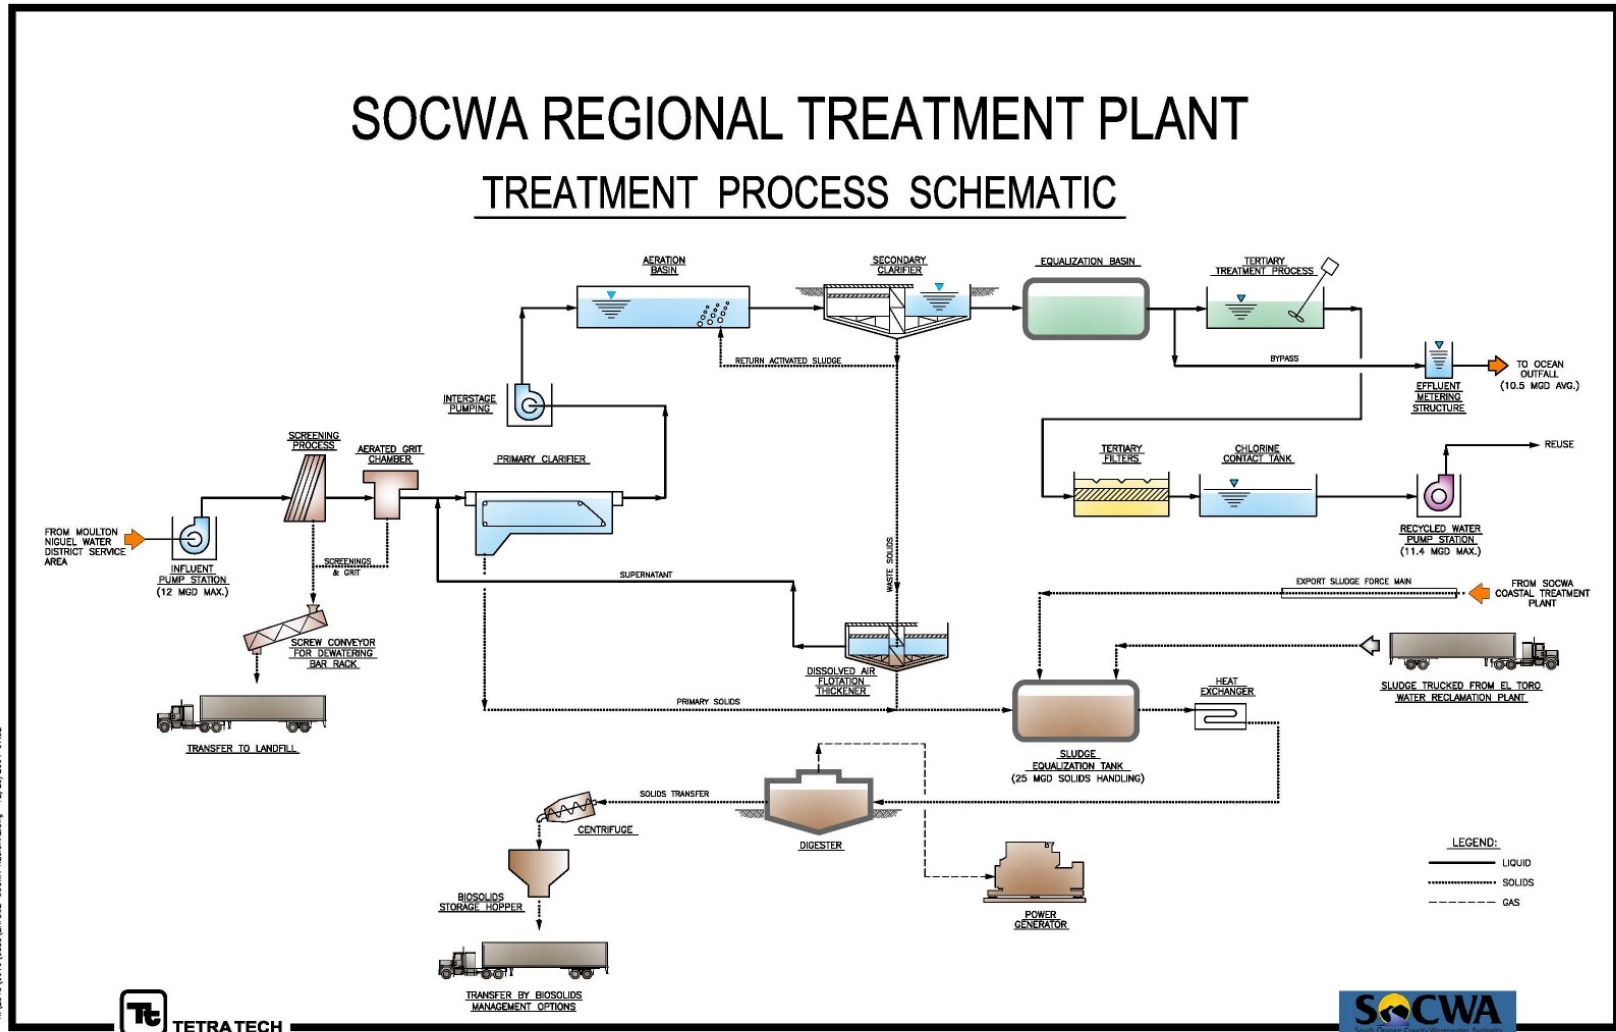 SOCWA REGIONAL TREATMENT PLANT
TREATMENT PROCESS SCHEMATIC
AERATION
BASIN
SECONDARY
CLARIFIER
EQUALIZATION BASIN
TERTIARY
TREATMENT PROCESS
RETURN ACTIVATED SLUDGE
BYPASS
TO OCEAN
OUTFALL
(10.5 MGD AVG.)
EFFLUENT
METERING
STRUCTURE
INTERSTAGE
PUMPING
SCREENING
PROCESS
AERATED GRIT
CHAMBER
PRIMARY CLARIFIER
TERTIARY
FILTERS
CHLORINE
CONTACT TANK
REUSE
RECYCLED WATER
PUMP STATION
(11.4 MGD MAX.)
FROM MOULTON
NIGUEL WATER
DISTRICT SERVICE
AREA
INFLUENT
PUMP STATION
(12 MGD MAX.)
SCREENINGS
& GRIT
SUPERNATANT
WASTE SOLIDS
EXPORT SLUDGE FORCE MAIN
FROM SOCWA
COASTAL TREATMENT
PLANT
SCREW CONVEYOR
FOR DEWATERING
BAR RACK
DISSOLVED AIR
FLOTATION
THICKENER
HEAT
EXCHANGER
SLUDGE TRUCKED FROM EL TORO
WATER RECLAMATION PLANT
PRIMARY SOLIDS
TRANSFER TO LANDFILL
SLUDGE
EQUALIZATION TANK
(25 MGD SOLIDS HANDLING)
SOLIDS TRANSFER
CENTRIFUGE
DIGESTER
BIOSOLIDS
STORAGE HOPPER
POWER
GENERATOR
LEGEND:
LIQUID
SOLIDS
GAS
TRANSFER BY BIOSOLIDS
MANAGEMENT OPTIONS
Tt
TETRA TECH
SOCWA
South Orange County Wastewater Authority